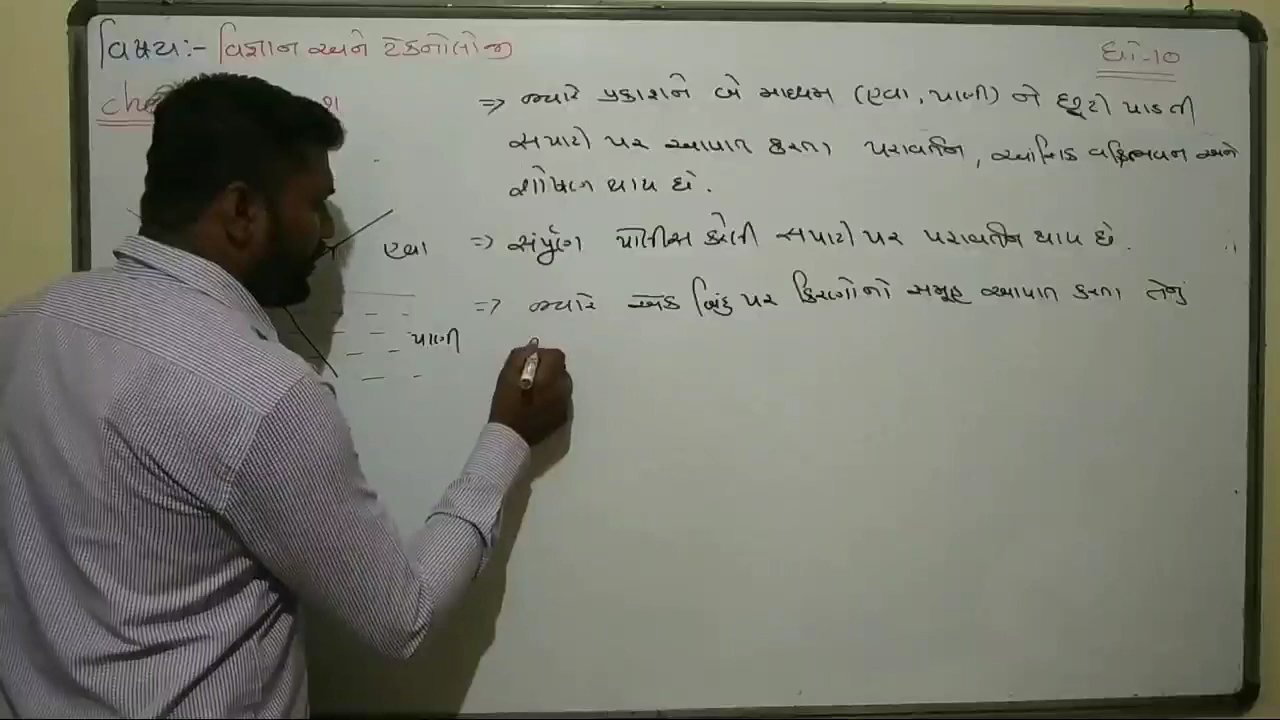 વિષય:- વિજ્ઞાન અને ટેકનોલોજી
ધો-10
ch
⇒ જ્યારે પ્રકાશને બે માધ્યમ (હવા, પાણી) ને છૂટી પાડતી
સપાટી પર આપાત કરતા પરાવર્તન, આંશિક વક્રિભવન અને
શોષણ થાય છે.
હવા
⇒ સંપૂર્ણ પોલીસ કરેલી સપાટી પર પરાવર્તન થાય છે.
⇒ જ્યારે એક બિંદુ પર કિરણોનો સમૂહ આપાત કરતા તેનું
પાણી